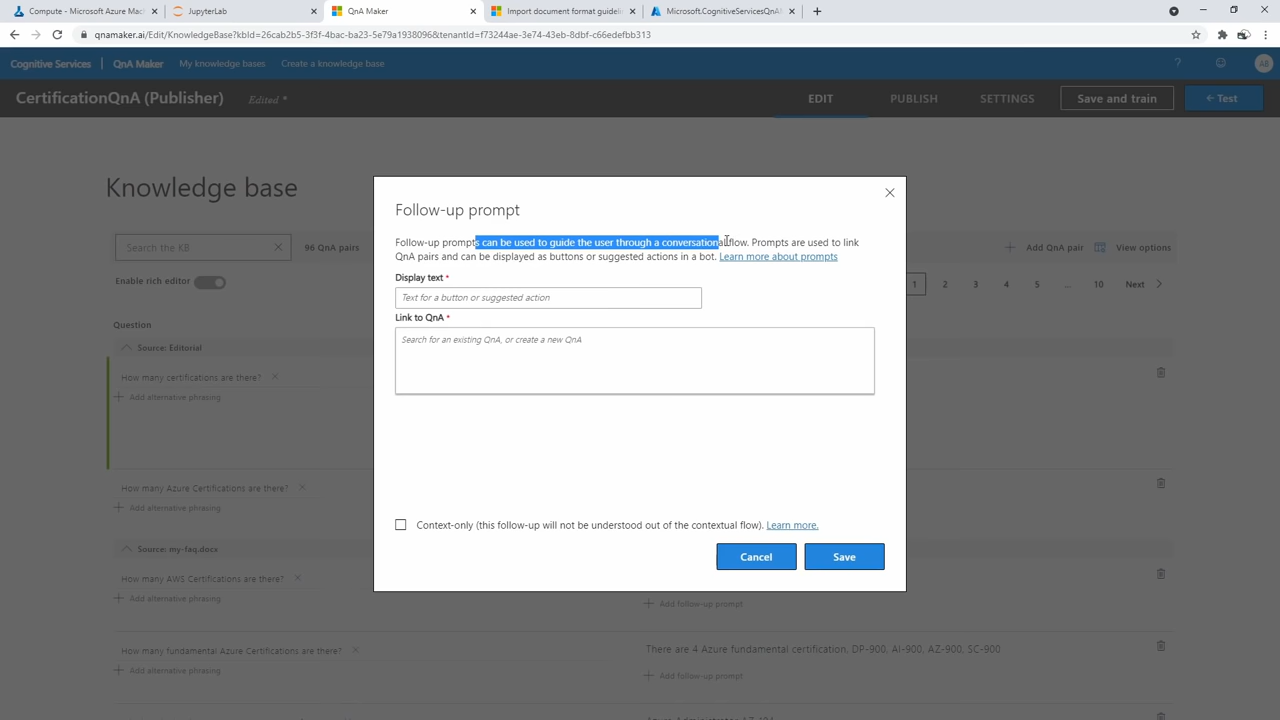 Compute - Microsoft Azure Mac
JupyterLab
QnA Maker
Import document format guideli
Microsoft.CognitiveServicesQnA
qnamaker.ai/Edit/KnowledgeBase?kbId=26cab2b5-3f3f-4bac-ba23-5e79a1938096&tenantId=f73244ae-3e74-43eb-8dbf-c66edefbb313
Cognitive Services
QnA Maker
My knowledge bases
Create a knowledge base
?
AB
CertificationQnA (Publisher)
Edited *
EDIT
PUBLISH
SETTINGS
Save and train
← Test
Knowledge base
Search the KB
96 QnA pairs
Add QnA pair
View options
Enable rich editor
1 2 3 4 5 ... 10 Next
Question
Source: Editorial
How many certifications are there?
Add alternative phrasing
How many Azure Certifications are there?
Add alternative phrasing
Source: my-faq.docx
How many AWS Certifications are there?
Add alternative phrasing
Add follow-up prompt
How many fundamental Azure Certifications are there?
There are 4 Azure fundamental certification, DP-900, AI-900, AZ-900, SC-900
Add alternative phrasing
Add follow-up prompt
Follow-up prompt
Follow-up prompts can be used to guide the user through a conversational flow. Prompts are used to link
QnA pairs and can be displayed as buttons or suggested actions in a bot. Learn more about prompts
Display text *
Text for a button or suggested action
Link to QnA *
Search for an existing QnA, or create a new QnA
Context-only (this follow-up will not be understood out of the contextual flow). Learn more.
Cancel
Save